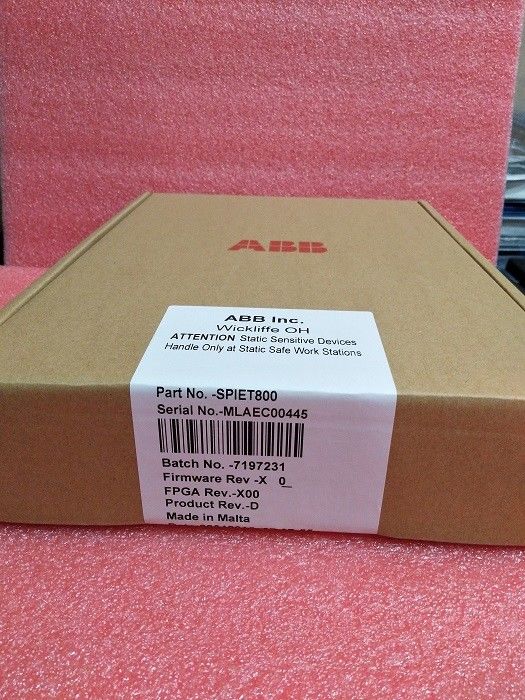 ABB
ABB Inc.
Wickliffe OH
ATTENTION Static Sensitive Devices
Handle Only at Static Safe Work Stations
Part No. -SPIET800
Serial No.-MLAEC00445
Batch No. -7197231
Firmware Rev -X 0_
FPGA Rev.-X00
Product Rev.-D
Made in Malta